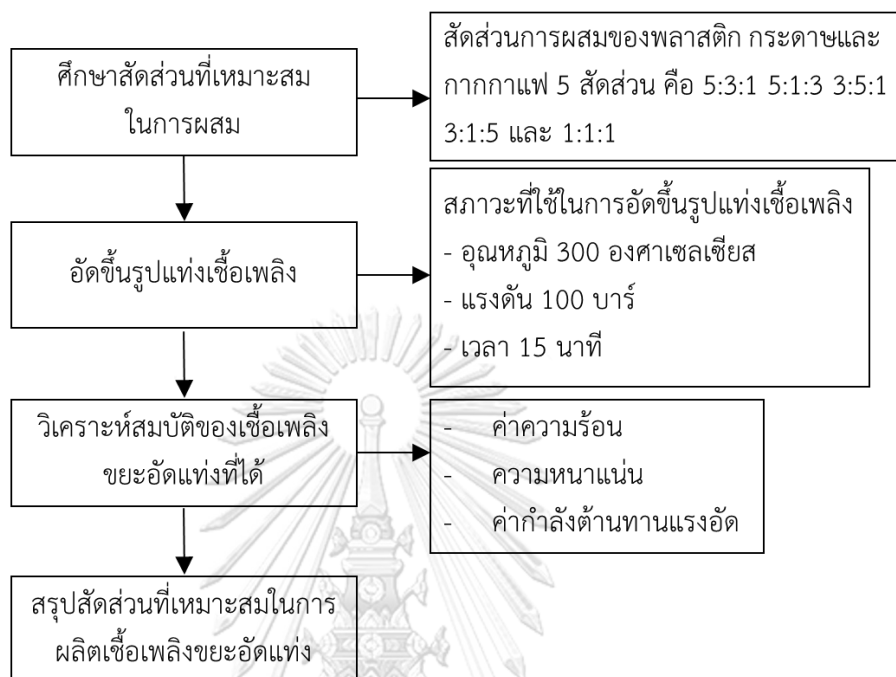 ศึกษาสัดส่วนที่เหมาะสม
ในการผสม
สัดส่วนการผสมของพลาสติก กระดาษและ
กากกาแฟ 5 สัดส่วน คือ 5:3:1 5:1:3 3:5:1
3:1:5 และ 1:1:1
อัดขึ้นรูปแท่งเชื้อเพลิง
สภาวะที่ใช้ในการอัดขึ้นรูปแท่งเชื้อเพลิง
- อุณหภูมิ 300 องศาเซลเซียส
- แรงดัน 100 บาร์
- เวลา 15 นาที
วิเคราะห์สมบัติของเชื้อเพลิง
ขยะอัดแท่งที่ได้
- ค่าความร้อน
- ความหนาแน่น
- ค่ากำลังต้านทานแรงอัด
สรุปสัดส่วนที่เหมาะสมในการ
ผลิตเชื้อเพลิงขยะอัดแท่ง